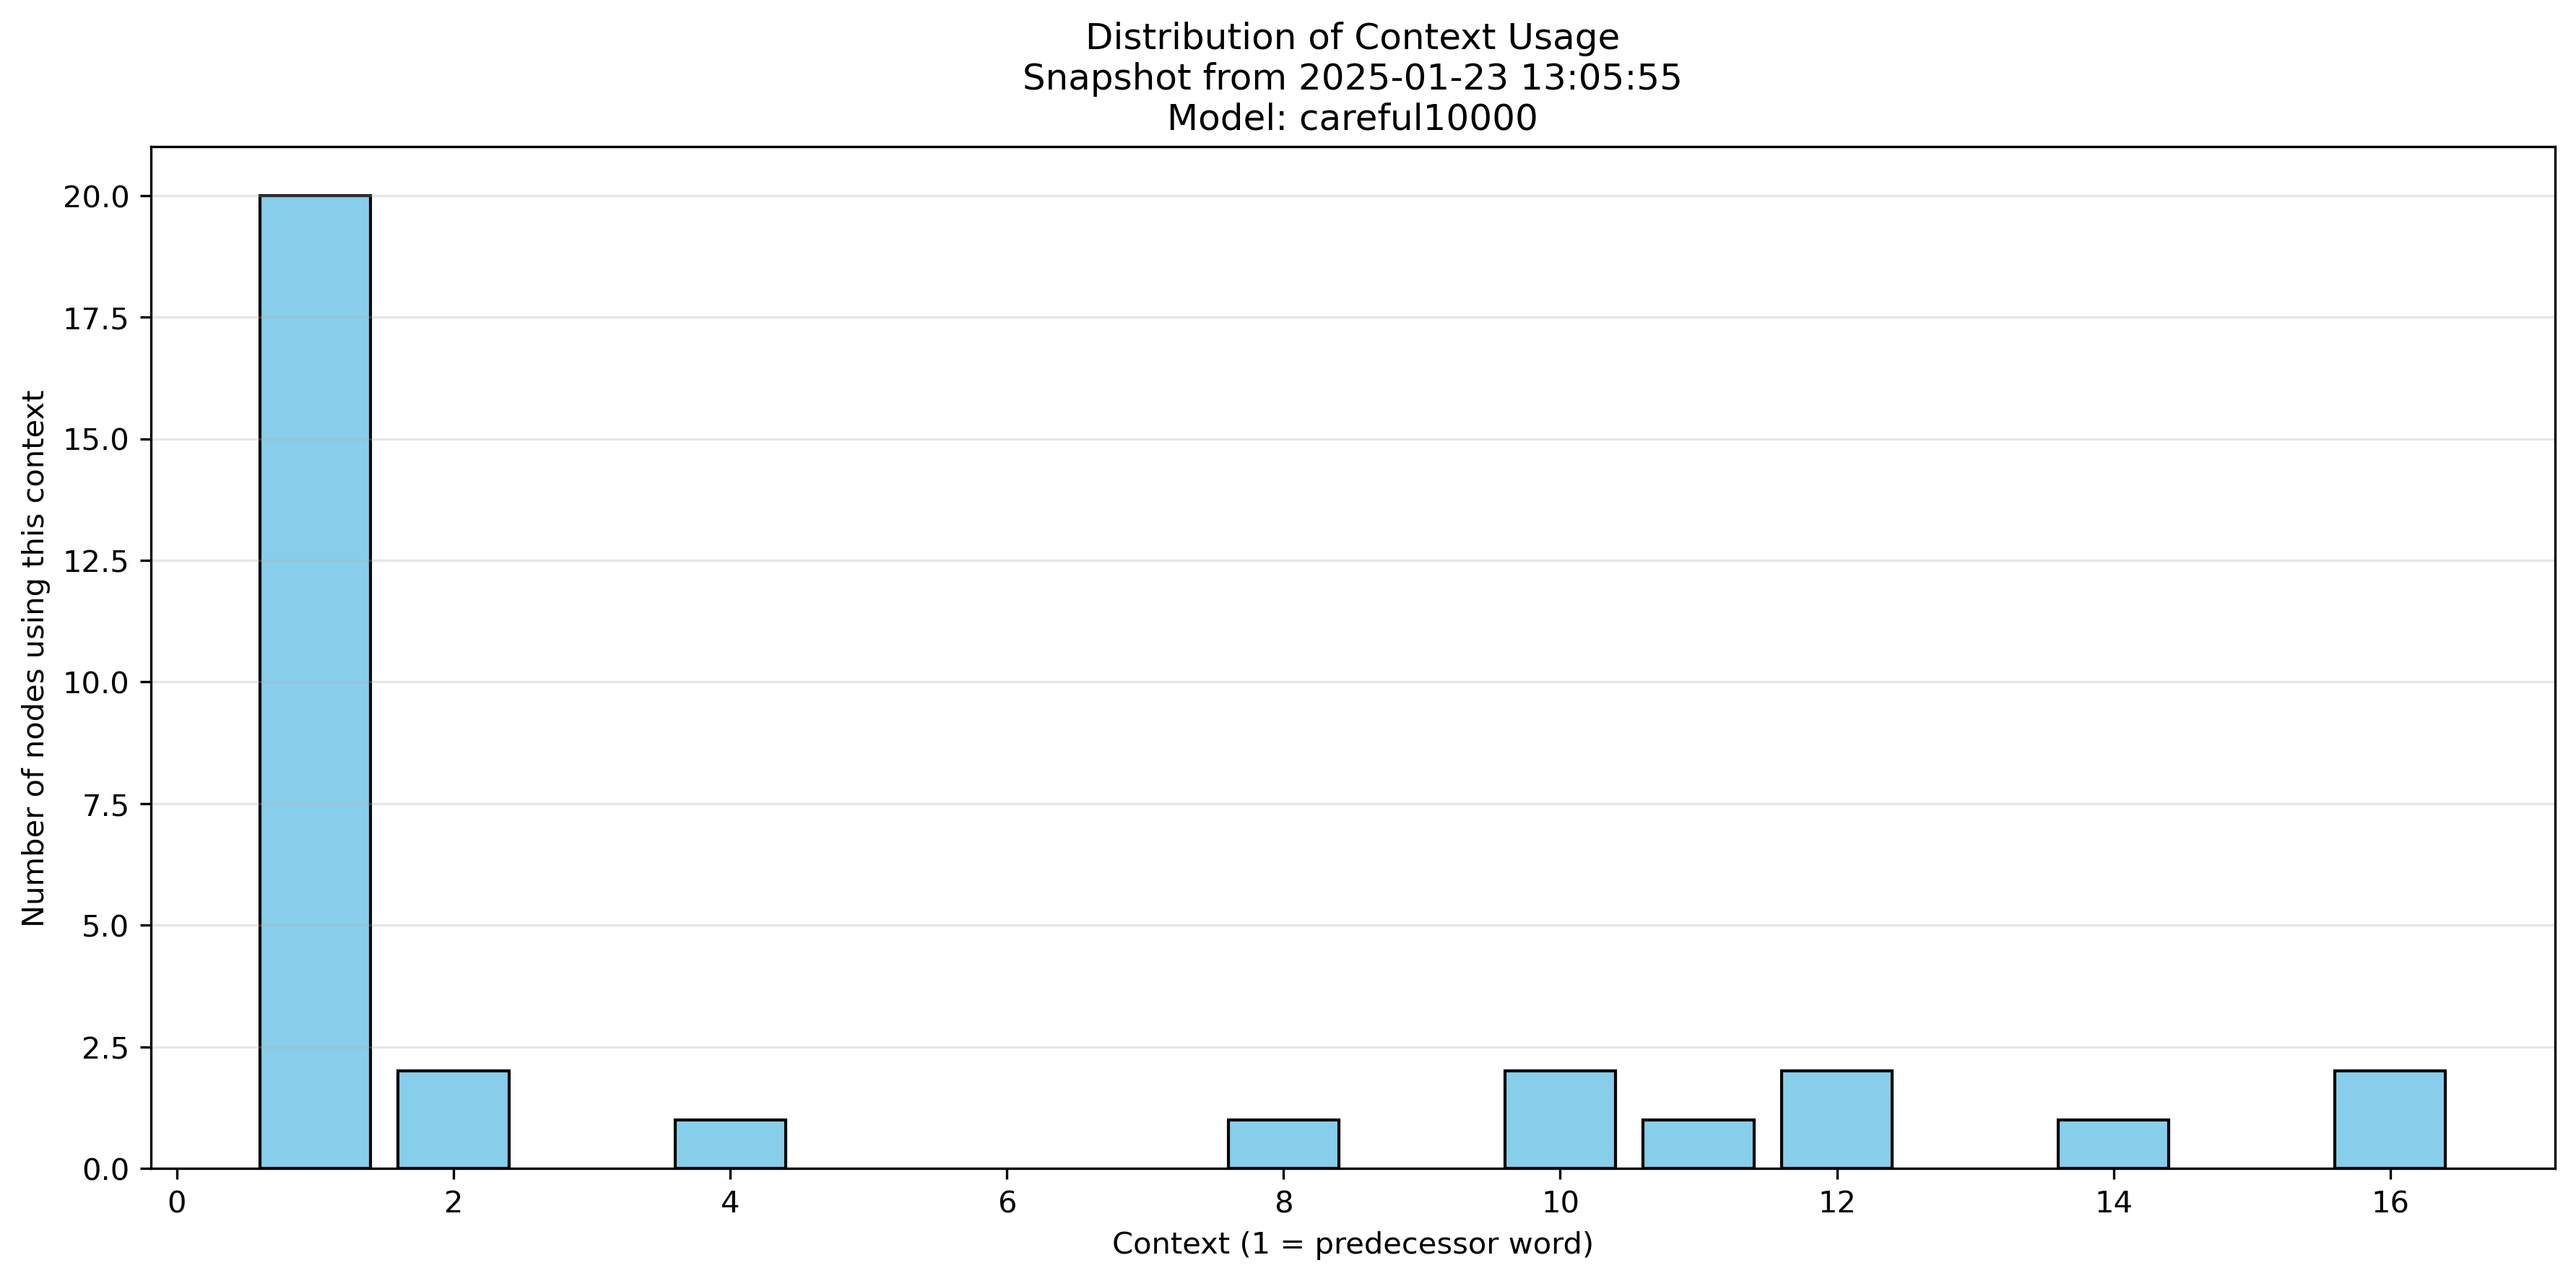 Distribution of Context Usage
Snapshot from 2025-01-23 13:05:55
Model: careful10000
Number of nodes using this context
20.0
17.5
15.0
12.5
10.0
7.5
5.0
2.5
0.0
0 2 4 6 8 10 12 14 16
Context (1 = predecessor word)